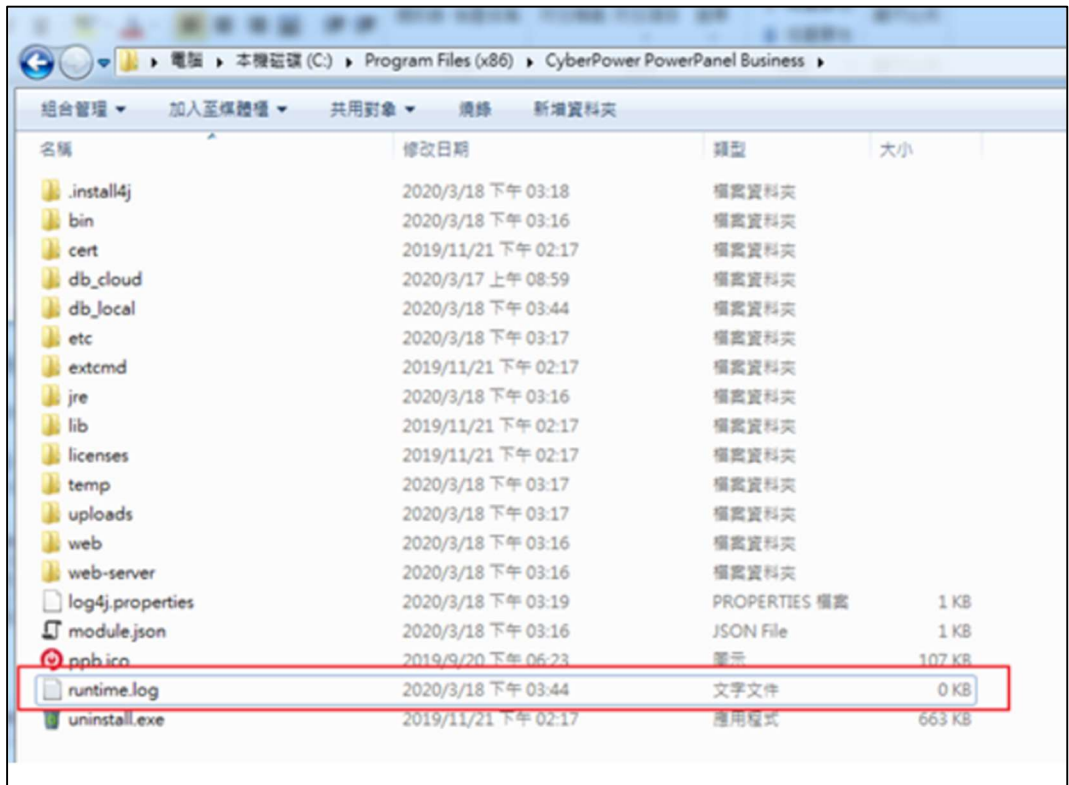 電腦 ▸ 本機磁碟 (C:) ▸ Program Files (x86) ▸ CyberPower PowerPanel Business ▸
組合管理 加入至媒體櫃 共用對象 燒錄 新增資料夾
名稱 修改日期 類型 大小
.install4j 2020/3/18 下午 03:18 檔案資料夾
bin 2020/3/18 下午 03:16 檔案資料夾
cert 2019/11/21 下午 02:17 檔案資料夾
db_cloud 2020/3/17 上午 08:59 檔案資料夾
db_local 2020/3/18 下午 03:44 檔案資料夾
etc 2020/3/18 下午 03:17 檔案資料夾
extcmd 2019/11/21 下午 02:17 檔案資料夾
jre 2020/3/18 下午 03:16 檔案資料夾
lib 2019/11/21 下午 02:17 檔案資料夾
licenses 2019/11/21 下午 02:17 檔案資料夾
temp 2020/3/18 下午 03:17 檔案資料夾
uploads 2020/3/18 下午 03:17 檔案資料夾
web 2020/3/18 下午 03:16 檔案資料夾
web-server 2020/3/18 下午 03:16 檔案資料夾
log4j.properties 2020/3/18 下午 03:19 PROPERTIES 檔案 1 KB
module.json 2020/3/18 下午 03:16 JSON File 1 KB
ppb.ico 2019/9/20 下午 06:23 圖示 107 KB
runtime.log 2020/3/18 下午 03:44 文字文件 0 KB
uninstall.exe 2019/11/21 下午 02:17 應用程式 663 KB